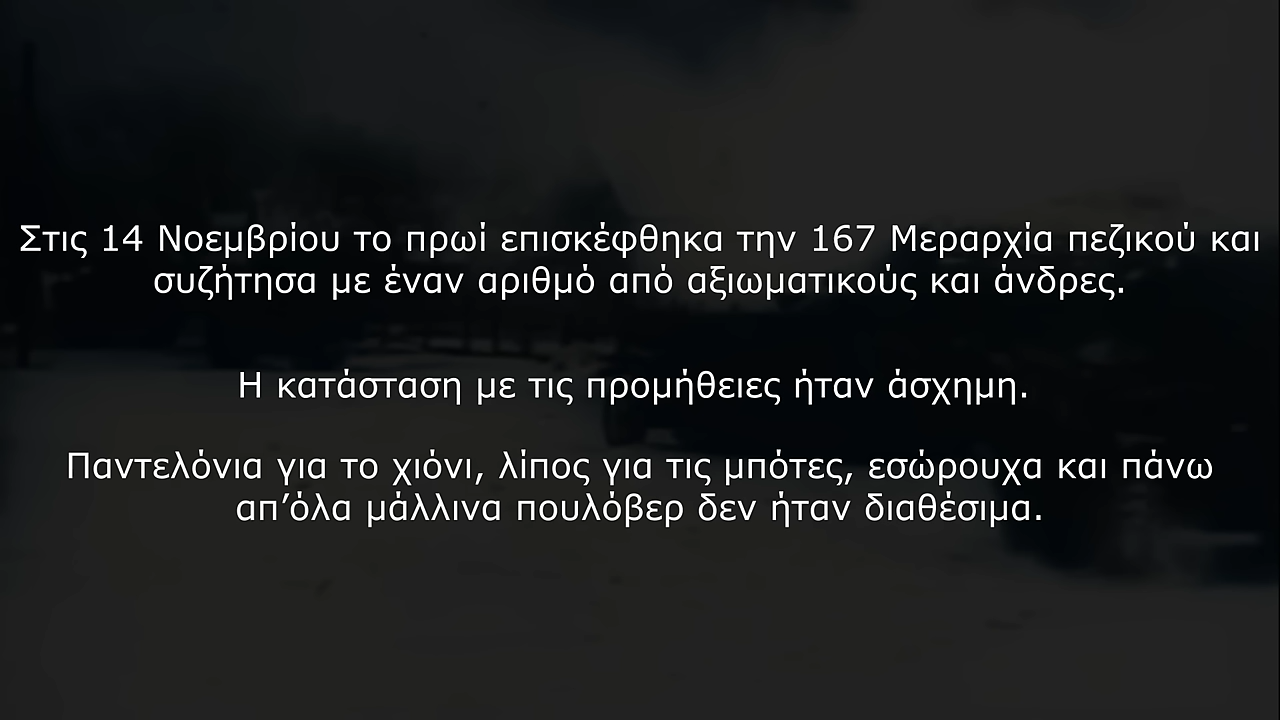 Στις 14 Νοεμβρίου το πρωί επισκέφθηκα την 167 Μεραρχία πεζικού και
συζήτησα με έναν αριθμό από αξιωματικούς και άνδρες.
Η κατάσταση με τις προμήθειες ήταν άσχημη.
Παντελόνια για το χιόνι, λίπος για τις μπότες, εσώρουχα και πάνω
απ’όλα μάλλινα πουλόβερ δεν ήταν διαθέσιμα.